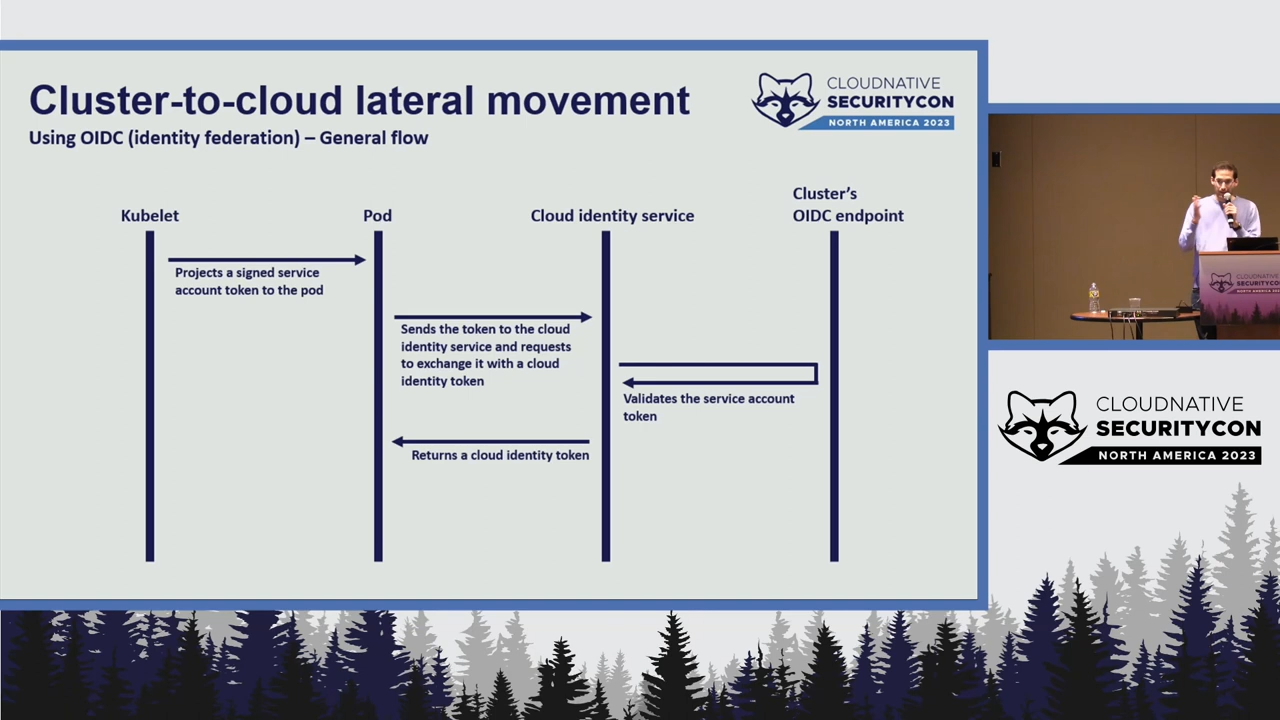 Cluster-to-cloud lateral movement
Using OIDC (identity federation) – General flow
CLOUDNATIVE
SECURITYCON
NORTH AMERICA 2023
Kubelet
Pod
Cloud identity service
Cluster’s
OIDC endpoint
Projects a signed service
account token to the pod
Sends the token to the cloud
identity service and requests
to exchange it with a cloud
identity token
Validates the service account
token
Returns a cloud identity token
CLOUDNATIVE
SECURITYCON
CLOUDNATIVE
SECURITYCON
NORTH AMERICA 2023